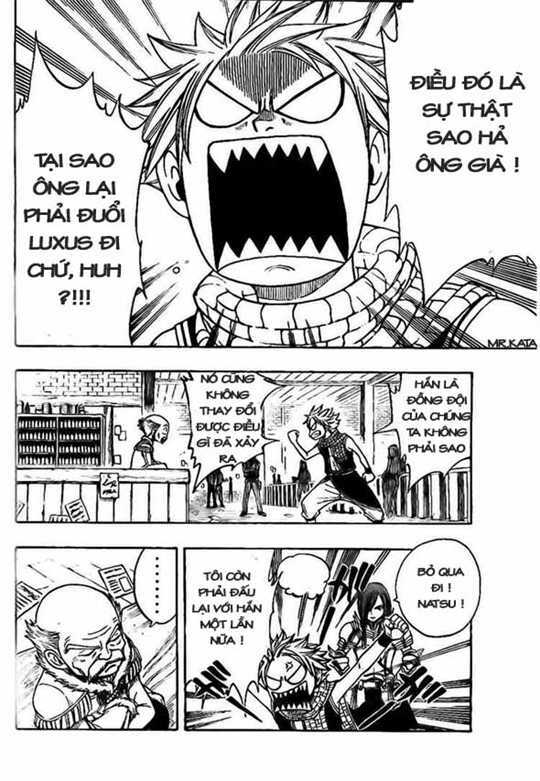 ĐIỀU ĐÓ LÀ
SỰ THẬT
SAO HẢ
ÔNG GIÀ !
TẠI SAO
ÔNG LẠI
PHẢI ĐUỔI
LUXUS ĐI
CHỨ, HUH
?!!!
MR.KATA
HẮN LÀ
ĐỒNG ĐỘI
CỦA CHÚNG
TA KHÔNG
PHẢI SAO
NÓ CŨNG
KHÔNG
THAY ĐỔI
ĐƯỢC ĐIỀU
GÌ ĐÃ XẢY
RA
BỎ QUA
ĐI !
NATSU !
TÔI CÒN
PHẢI ĐẤU
LẠI VỚI HẮN
MỘT LẦN
NỮA !
.......